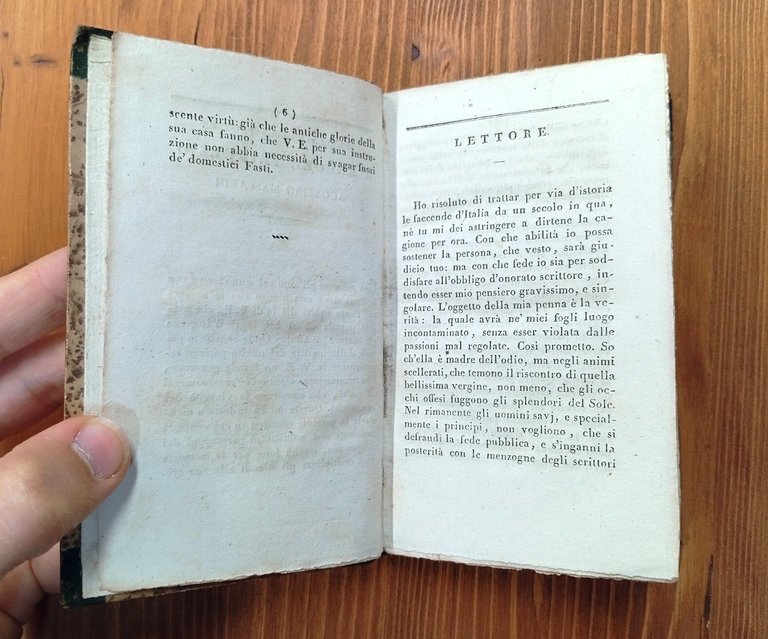 ( 6 )
scente virtù: già che le antiche glorie della
sua casa fanno, che V. E. per sua instru-
zione non abbia necessità di svagar fuori
de' domestici Fasti.
LETTORE.
Ho risoluto di trattar per via d'istoria
le faccende d'Italia da un secolo in qua,
nè tu mi dei astringere a dirtene la ca-
gione per ora. Con che abilità io possa
sostener la persona, che vesto, sarà giu-
dicio tuo: ma con che fede io sia per sod-
disfare all'obbligo d'onorato scrittore, in-
tendo esser mio pensiero gravissimo, e sin-
golare. L'oggetto della mia penna è la ve-
rità: la quale avrà ne' miei fogli luogo
incontaminato, senza esser violata dalle
passioni mal regolate. Così prometto. So
ch'ella è madre dell'odio, ma negli animi
scellerati, che temono il riscontro di quella
bellissima vergine, non meno, che gli oc-
chi offesi fuggono gli splendori del Sole.
Nel rimanente gli uomini savj, e special-
mente i principi, non vogliono, che si
defraudi la fede pubblica, e s'inganni la
posterità con le menzogne degli scrittori